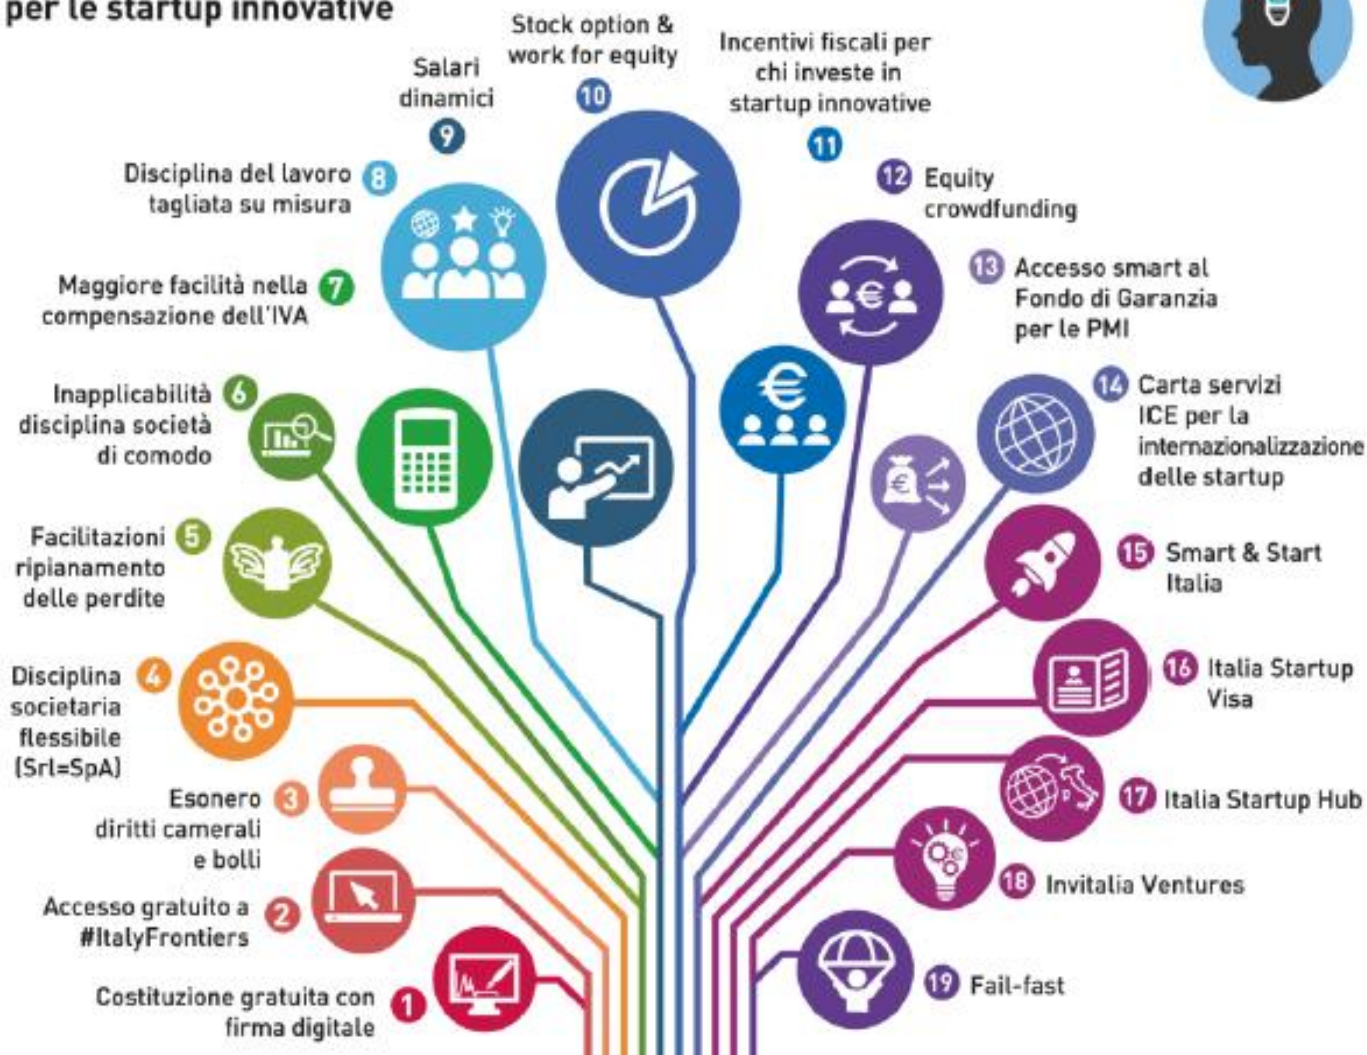 per le startup innovative
Stock option &
work for equity
10
Incentivi fiscali per
chi investe in
startup innovative
11
Salari
dinamici
9
Disciplina del lavoro
tagliata su misura
8
12
Equity
crowdfunding
Maggiore facilità nella
compensazione dell'IVA
7
13
Accesso smart al
Fondo di Garanzia
per le PMI
Inapplicabilità
disciplina società
di comodo
6
14
Carta servizi
ICE per la
internazionalizzazione
delle startup
€
€
€
Facilitazioni
ripianamento
delle perdite
5
15
Smart & Start
Italia
Disciplina
societaria
flessibile
(Srl=SpA)
4
16
Italia Startup
Visa
Esonero
diritti camerali
e bolli
3
17
Italia Startup Hub
Accesso gratuito a
#ItalyFrontiers
2
18
Invitalia Ventures
Costituzione gratuita con
firma digitale
1
19
Fail-fast